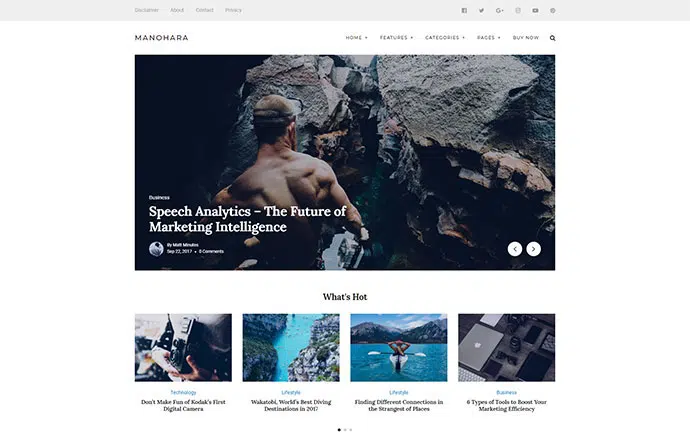 Disclaimer About Contact Privacy
MANOHARA
HOME + FEATURES + CATEGORIES + PAGES + BUY NOW
Business
Speech Analytics – The Future of
Marketing Intelligence
By Matt Minutos
Sep 22, 2017 • 0 Comments
What's Hot
Technology
Don't Make Fun of Kodak's First
Digital Camera
Lifestyle
Wakatobi, World's Best Diving
Destinations in 2017
Lifestyle
Finding Different Connections in
the Strangest of Places
Business
6 Types of Tools to Boost Your
Marketing Efficiency